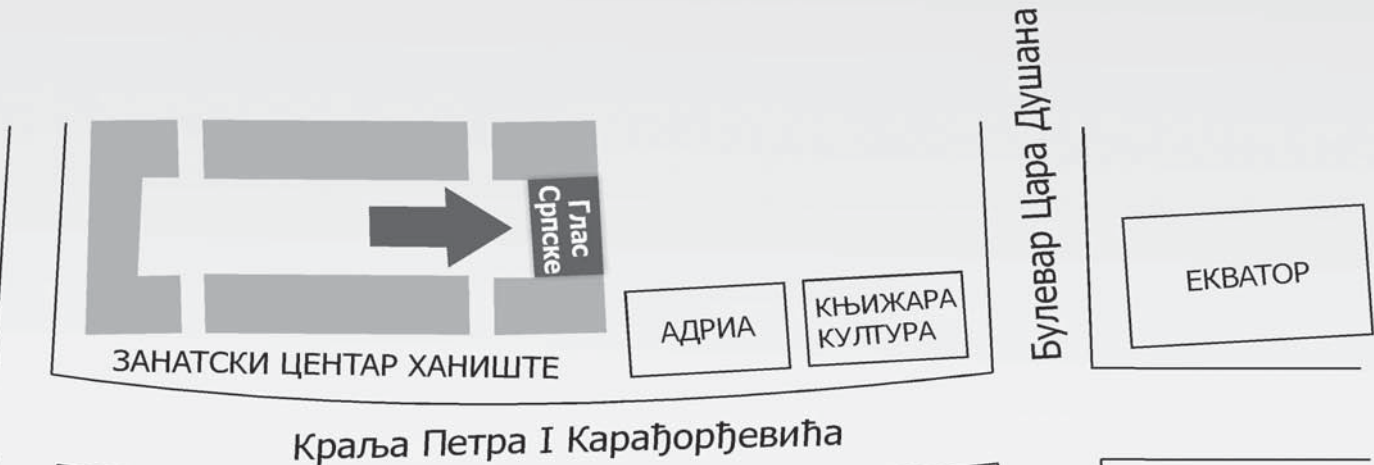 Булевар Цара Душана
Глас
Српске
ЕКВАТОР
КЊИЖАРА
КУЛТУРА
АДРИА
ЗАНАТСКИ ЦЕНТАР ХАНИШТЕ
Краља Петра I Карађорђевића